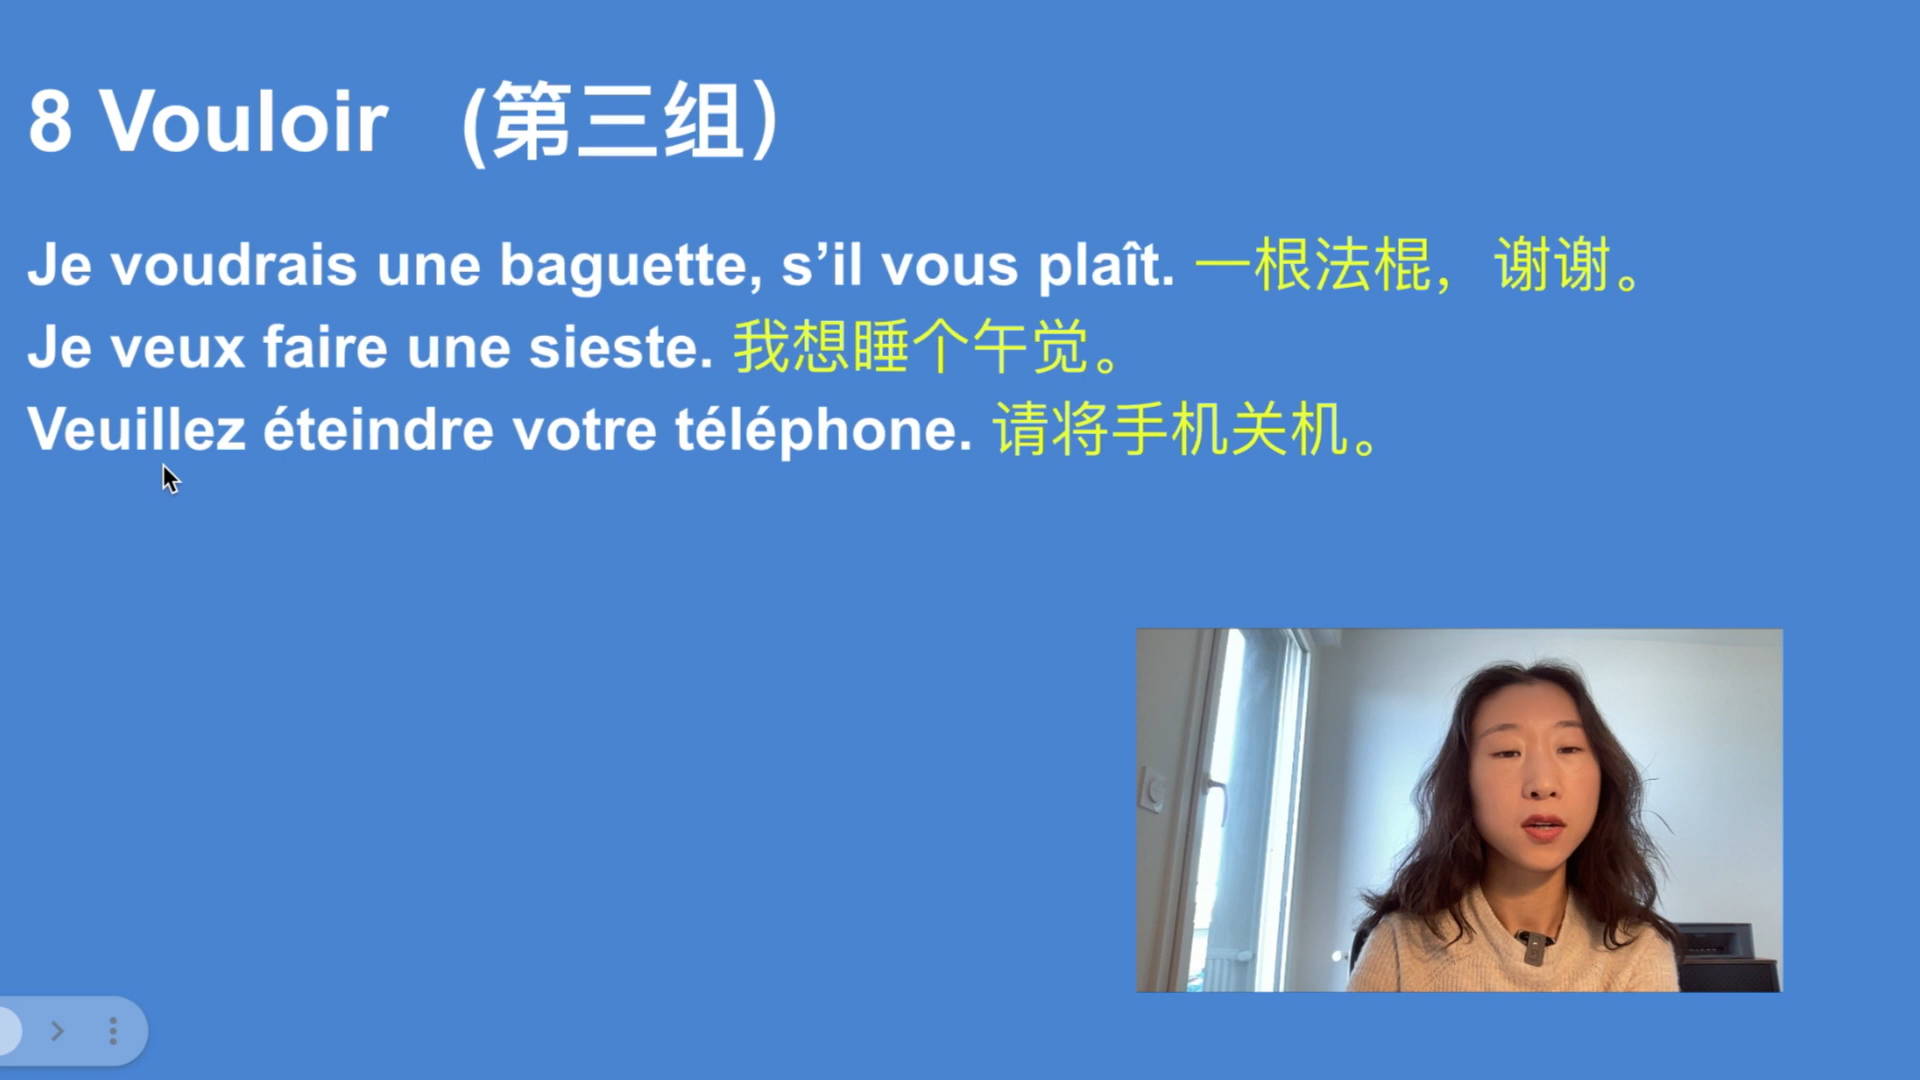 8 Vouloir (第三组）
Je voudrais une baguette, s’il vous plaît. 一根法棍，谢谢。
Je veux faire une sieste. 我想睡个午觉。
Veuillez éteindre votre téléphone. 请将手机关机。